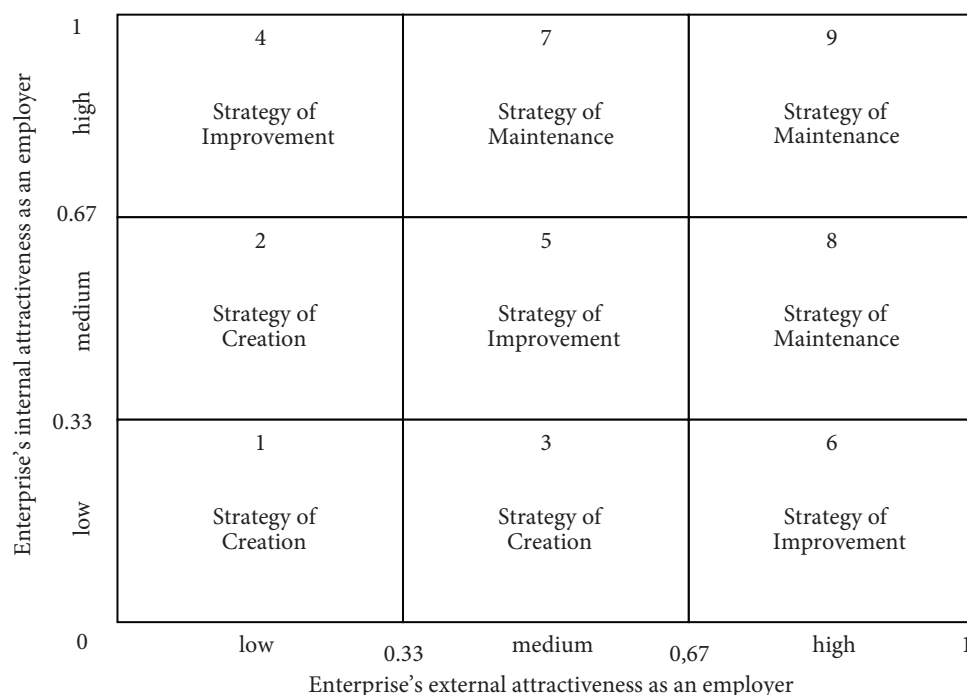 1
4
7
9
high
Strategy of
Improvement
Strategy of
Maintenance
Strategy of
Maintenance
0.67
2
5
8
Enterprise's internal attractiveness as an employer
medium
Strategy of
Creation
Strategy of
Improvement
Strategy of
Maintenance
0.33
1
3
6
low
Strategy of
Creation
Strategy of
Creation
Strategy of
Improvement
0
low
0.33
medium
0,67
high
1
Enterprise's external attractiveness as an employer